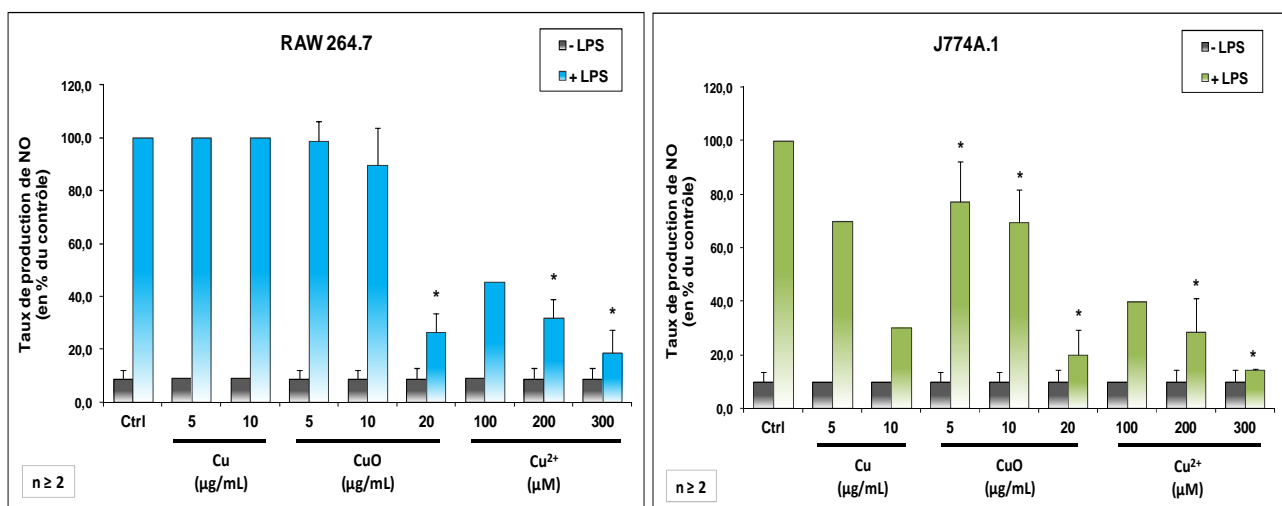 RAW 264.7
- LPS
+ LPS
Taux de production de NO
(en % du contrôle)
120,0
100,0
80,0
60,0
40,0
20,0
0,0
*
*
*
Ctrl 5 10 5 10 20 100 200 300
Cu CuO Cu²⁺
(µg/mL) (µg/mL) (µM)
n ≥ 2
J774A.1
- LPS
+ LPS
Taux de production de NO
(en % du contrôle)
120,0
100,0
80,0
60,0
40,0
20,0
0,0
*
*
*
*
*
Ctrl 5 10 5 10 20 100 200 300
Cu CuO Cu²⁺
(µg/mL) (µg/mL) (µM)
n ≥ 2